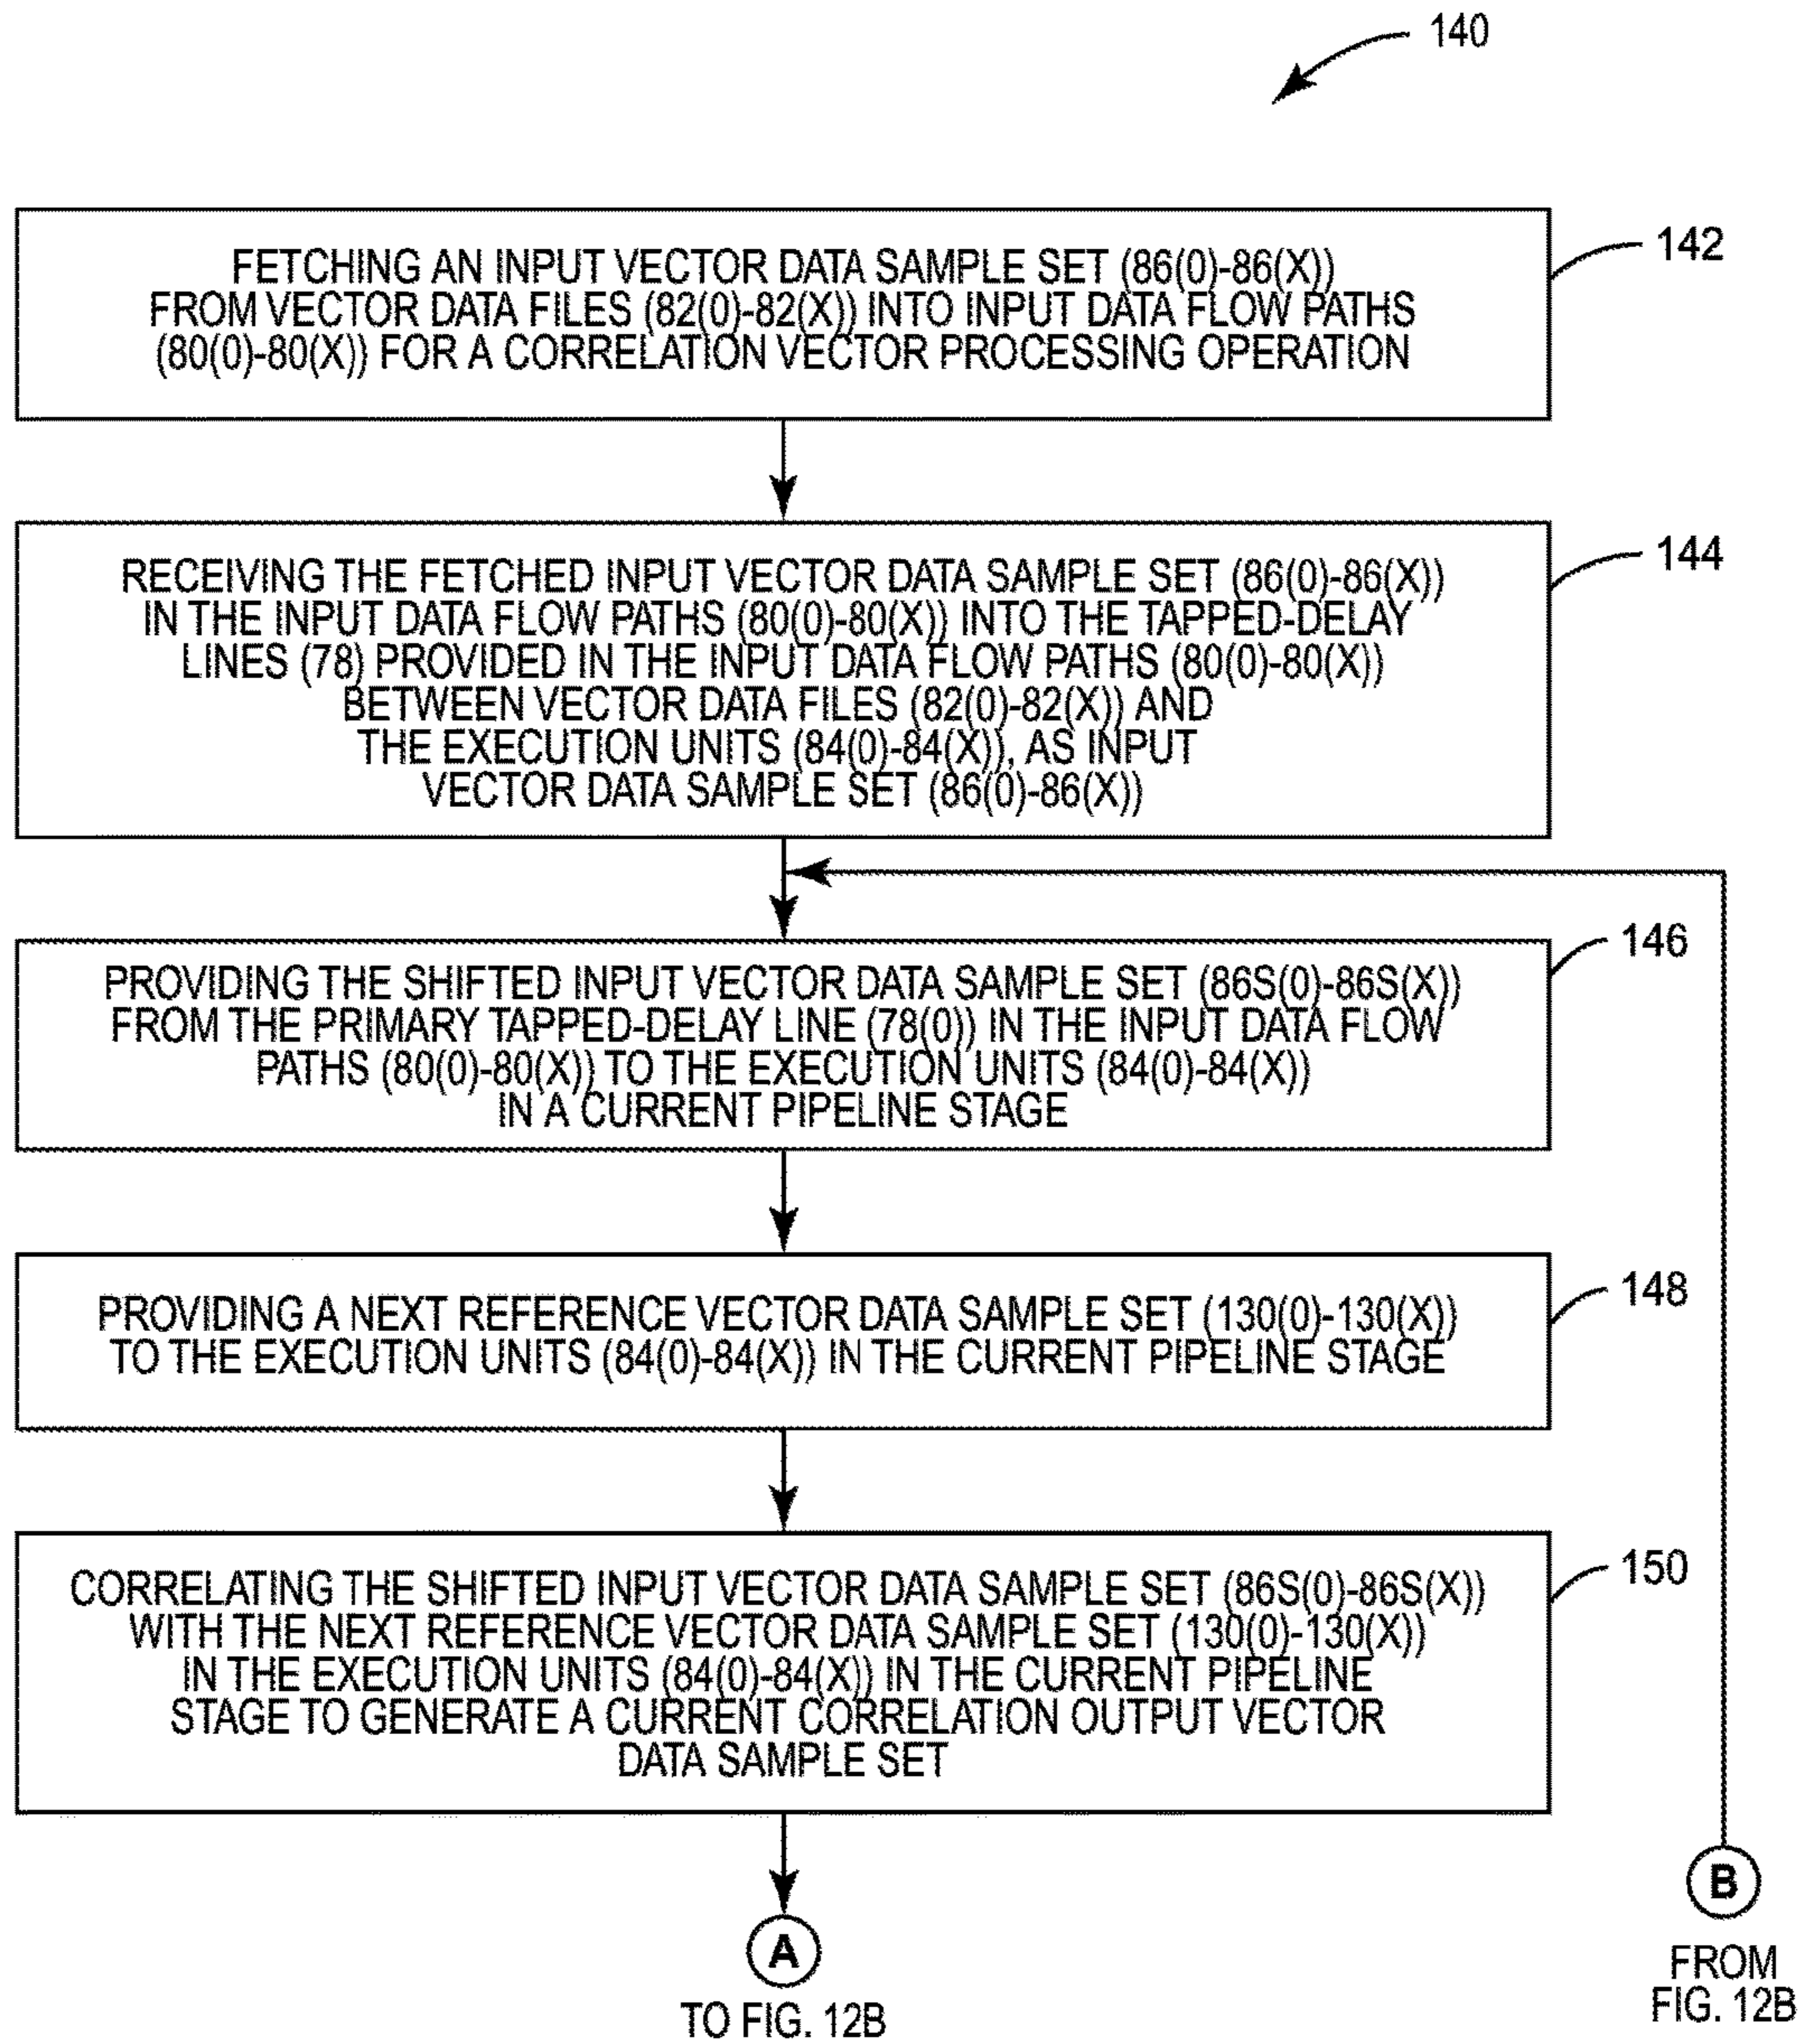 140
FETCHING AN INPUT VECTOR DATA SAMPLE SET (86(0)-86(X))
FROM VECTOR DATA FILES (82(0)-82(X)) INTO INPUT DATA FLOW PATHS
(80(0)-80(X)) FOR A CORRELATION VECTOR PROCESSING OPERATION
142
RECEIVING THE FETCHED INPUT VECTOR DATA SAMPLE SET (86(0)-86(X))
IN THE INPUT DATA FLOW PATHS (80(0)-80(X)) INTO THE TAPPED-DELAY
LINES (78) PROVIDED IN THE INPUT DATA FLOW PATHS (80(0)-80(X))
BETWEEN VECTOR DATA FILES (82(0)-82(X)) AND
THE EXECUTION UNITS (84(0)-84(X)), AS INPUT
VECTOR DATA SAMPLE SET (86(0)-86(X))
144
PROVIDING THE SHIFTED INPUT VECTOR DATA SAMPLE SET (86S(0)-86S(X))
FROM THE PRIMARY TAPPED-DELAY LINE (78(0)) IN THE INPUT DATA FLOW
PATHS (80(0)-80(X)) TO THE EXECUTION UNITS (84(0)-84(X))
IN A CURRENT PIPELINE STAGE
146
PROVIDING A NEXT REFERENCE VECTOR DATA SAMPLE SET (130(0)-130(X))
TO THE EXECUTION UNITS (84(0)-84(X)) IN THE CURRENT PIPELINE STAGE
148
CORRELATING THE SHIFTED INPUT VECTOR DATA SAMPLE SET (86S(0)-86S(X))
WITH THE NEXT REFERENCE VECTOR DATA SAMPLE SET (130(0)-130(X))
IN THE EXECUTION UNITS (84(0)-84(X)) IN THE CURRENT PIPELINE
STAGE TO GENERATE A CURRENT CORRELATION OUTPUT VECTOR
DATA SAMPLE SET
150
A
TO FIG. 12B
B
FROM
FIG. 12B